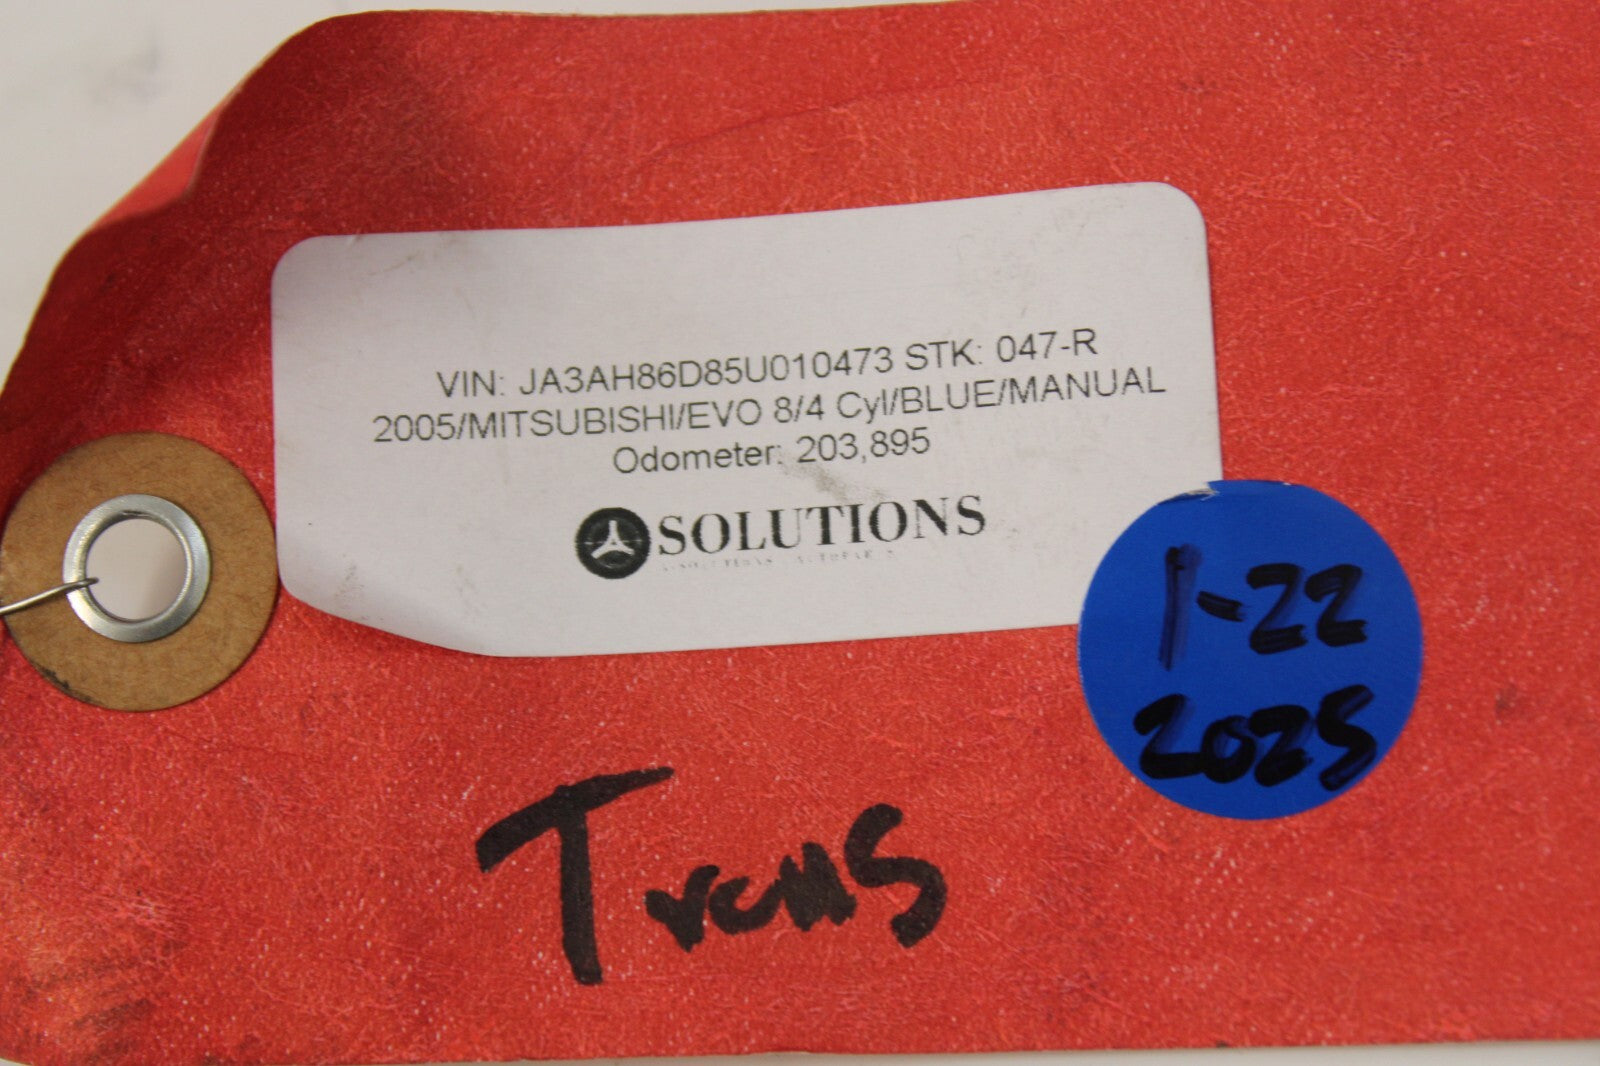 VIN: JA3AH86D85U010473 STK: 047-R
2005/MITSUBISHI/EVO 8/4 Cyl/BLUE/MANUAL
Odometer: 203,895
SOLUTIONS
1-22
2025
Trans